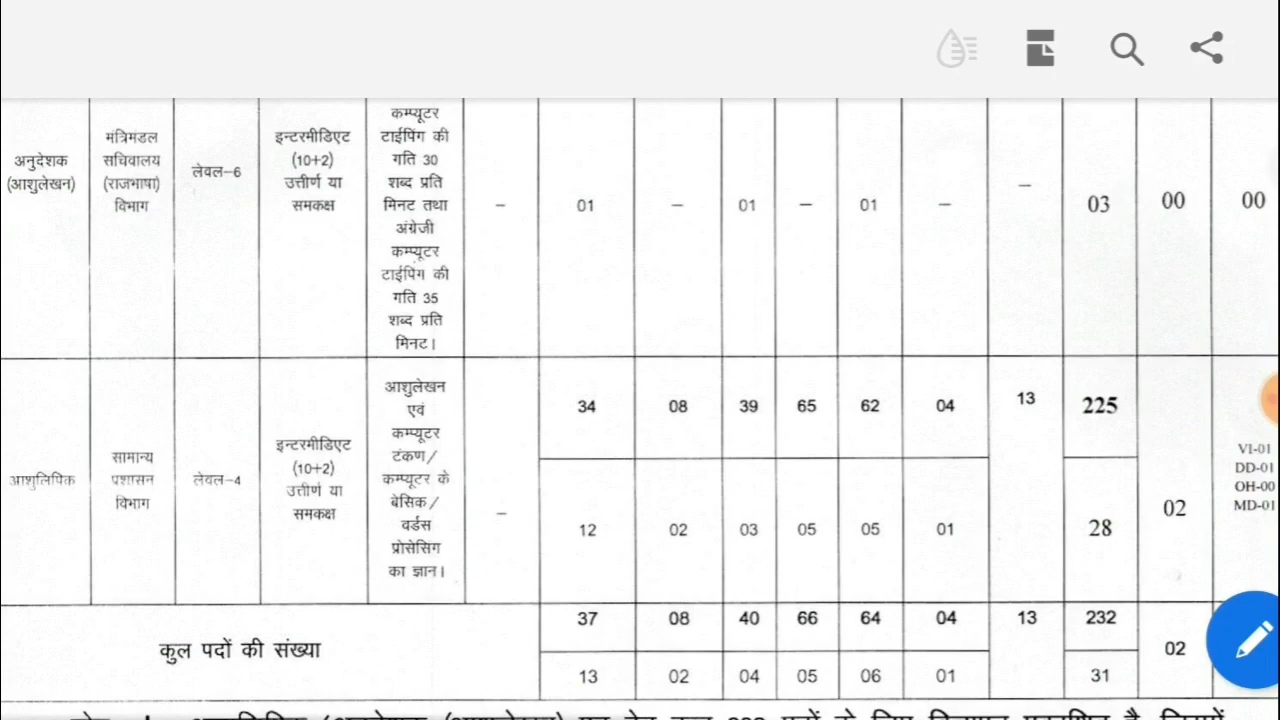 अनुदेशक
(आशुलेखन)
मंत्रिमडल
सचिवालय
(राजभाषा)
विभाग
लेवल–6
इन्टरमीडिएट
(10+2)
उत्तीर्ण या
समकक्ष
कम्प्यूटर
टाईपिंग की
गति 30
शब्द प्रति
मिनट तथा
अंग्रेजी
कम्प्यूटर
टाईपिंग की
गति 35
शब्द प्रति
मिनट।
– 01 – 01 – 01 – – 03 00 00
आशुलिपिक
सामान्य
प्रशासन
विभाग
लेवल–4
इन्टरमीडिएट
(10+2)
उत्तीर्ण या
समकक्ष
आशुलेखन
एवं
कम्प्यूटर
टंकण/
कम्प्यूटर के
बेसिक/
वर्डस
प्रोसेसिग
का ज्ञान।
–
34 08 39 65 62 04 13 225
12 02 03 05 05 01 28
02
VI-01
DD-01
OH-00
MD-01
कुल पदों की संख्या
37 08 40 66 64 04 13 232
13 02 04 05 06 01 31
02